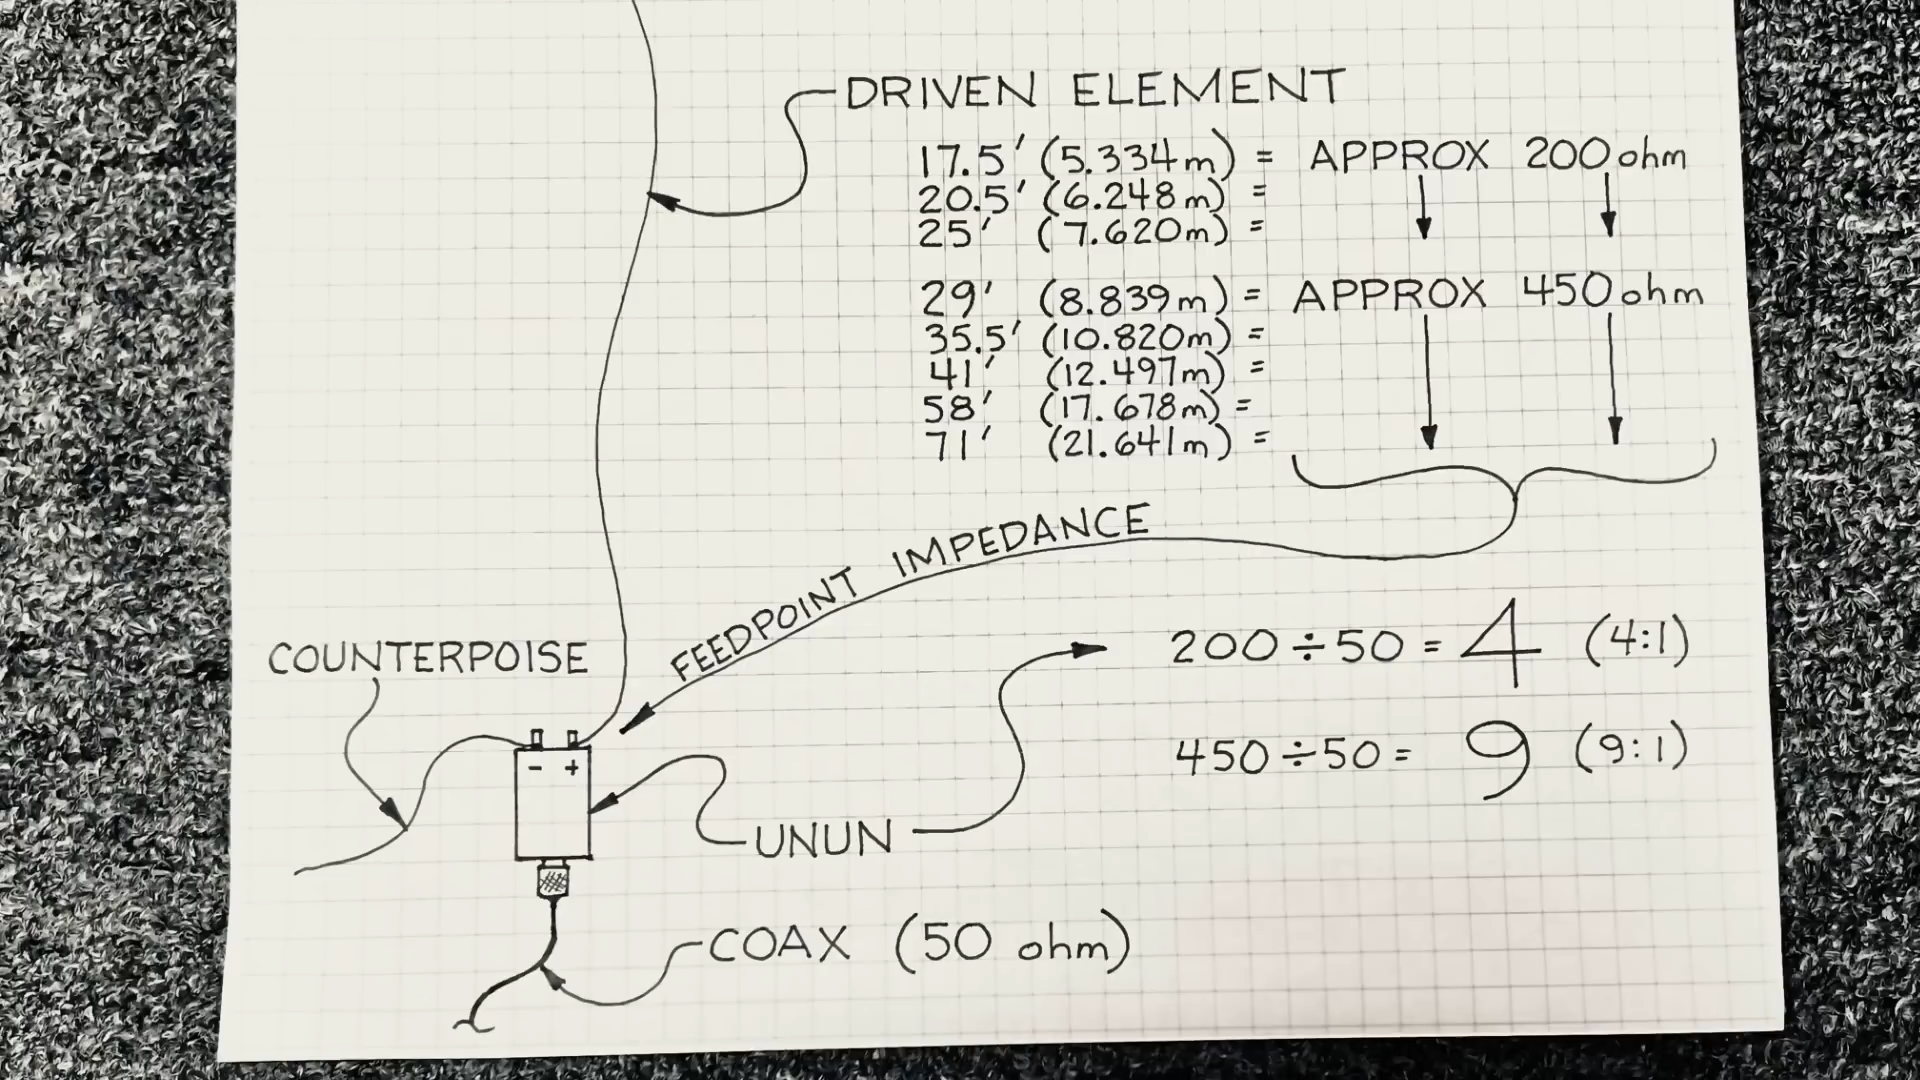 DRIVEN ELEMENT
17.5' (5.334m) = APPROX 200 ohm
20.5' (6.248m) =
25' (7.620m) =
29' (8.839m) = APPROX 450 ohm
35.5' (10.820m) =
41' (12.497m) =
58' (17.678m) =
71' (21.641m) =
FEEDPOINT IMPEDANCE
COUNTERPOISE
200 ÷ 50 = 4 (4:1)
450 ÷ 50 = 9 (9:1)
- +
UNUN
COAX (50 ohm)